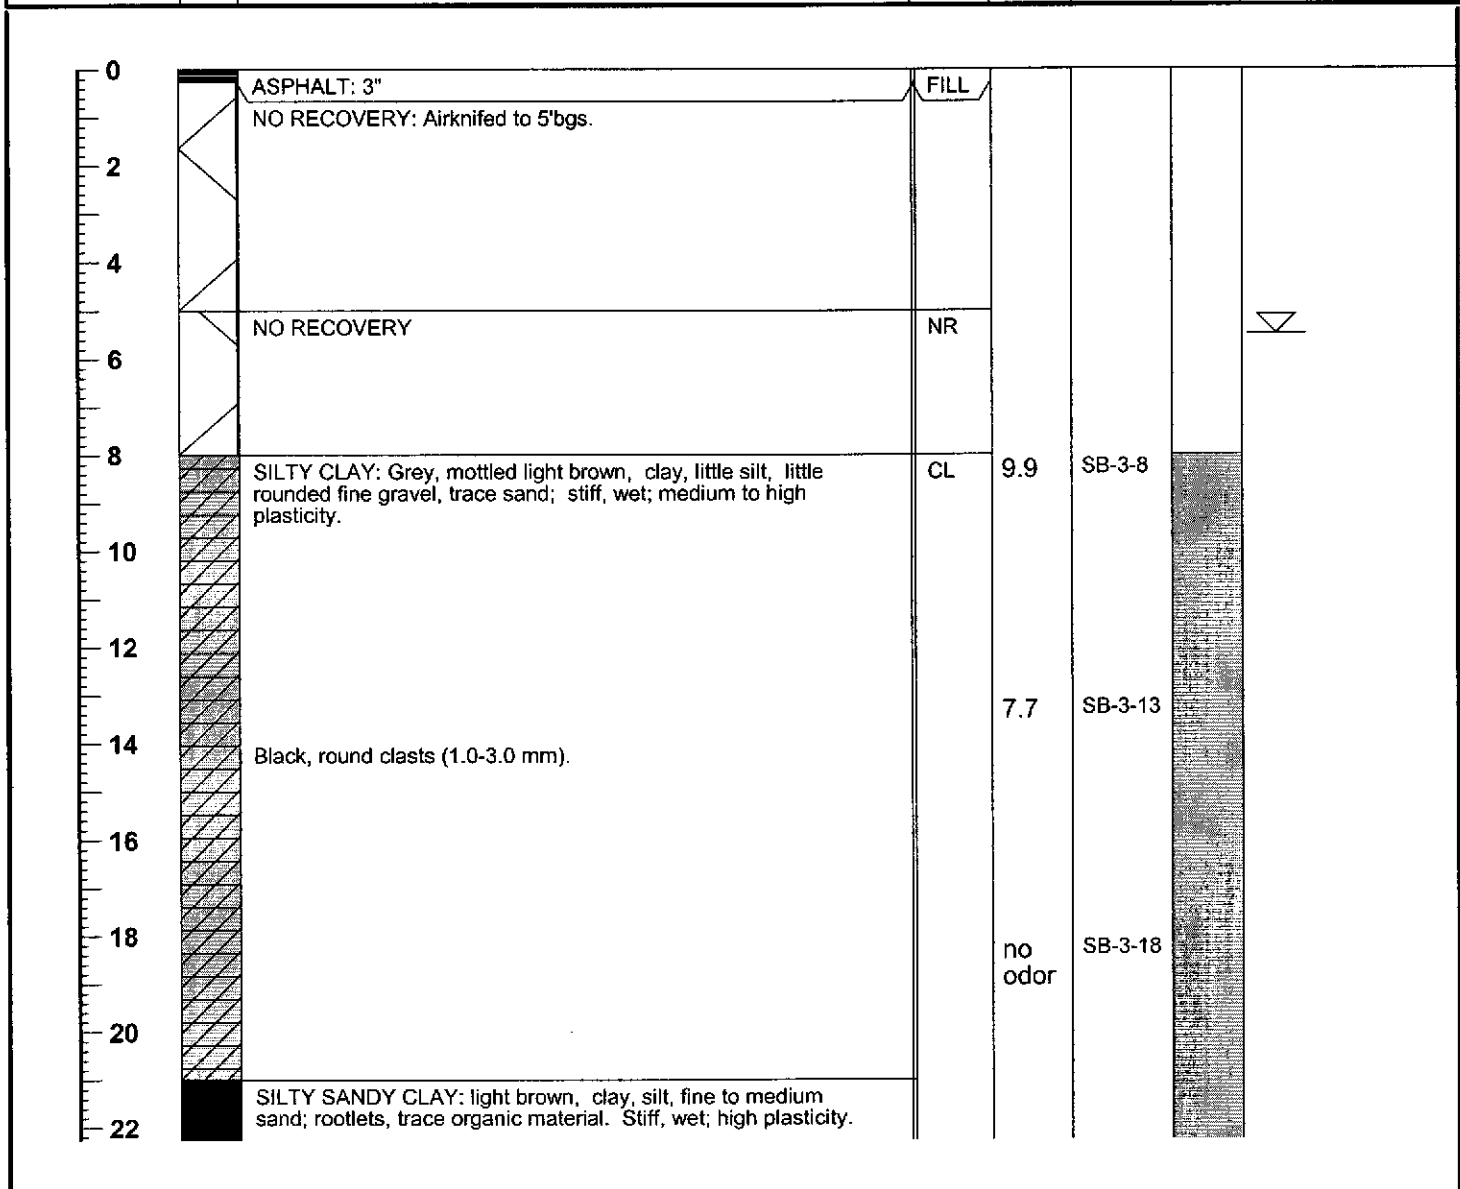 0
ASPHALT: 3"
FILL
NO RECOVERY: Airknifed to 5'bgs.
2
4
NO RECOVERY
NR
6
8
SILTY CLAY: Grey, mottled light brown, clay, little silt, little
rounded fine gravel, trace sand; stiff, wet; medium to high
plasticity.
CL
9.9
SB-3-8
10
12
7.7
SB-3-13
14
Black, round clasts (1.0-3.0 mm).
16
18
no
odor
SB-3-18
20
SILTY SANDY CLAY: light brown, clay, silt, fine to medium
sand; rootlets, trace organic material. Stiff, wet; high plasticity.
22